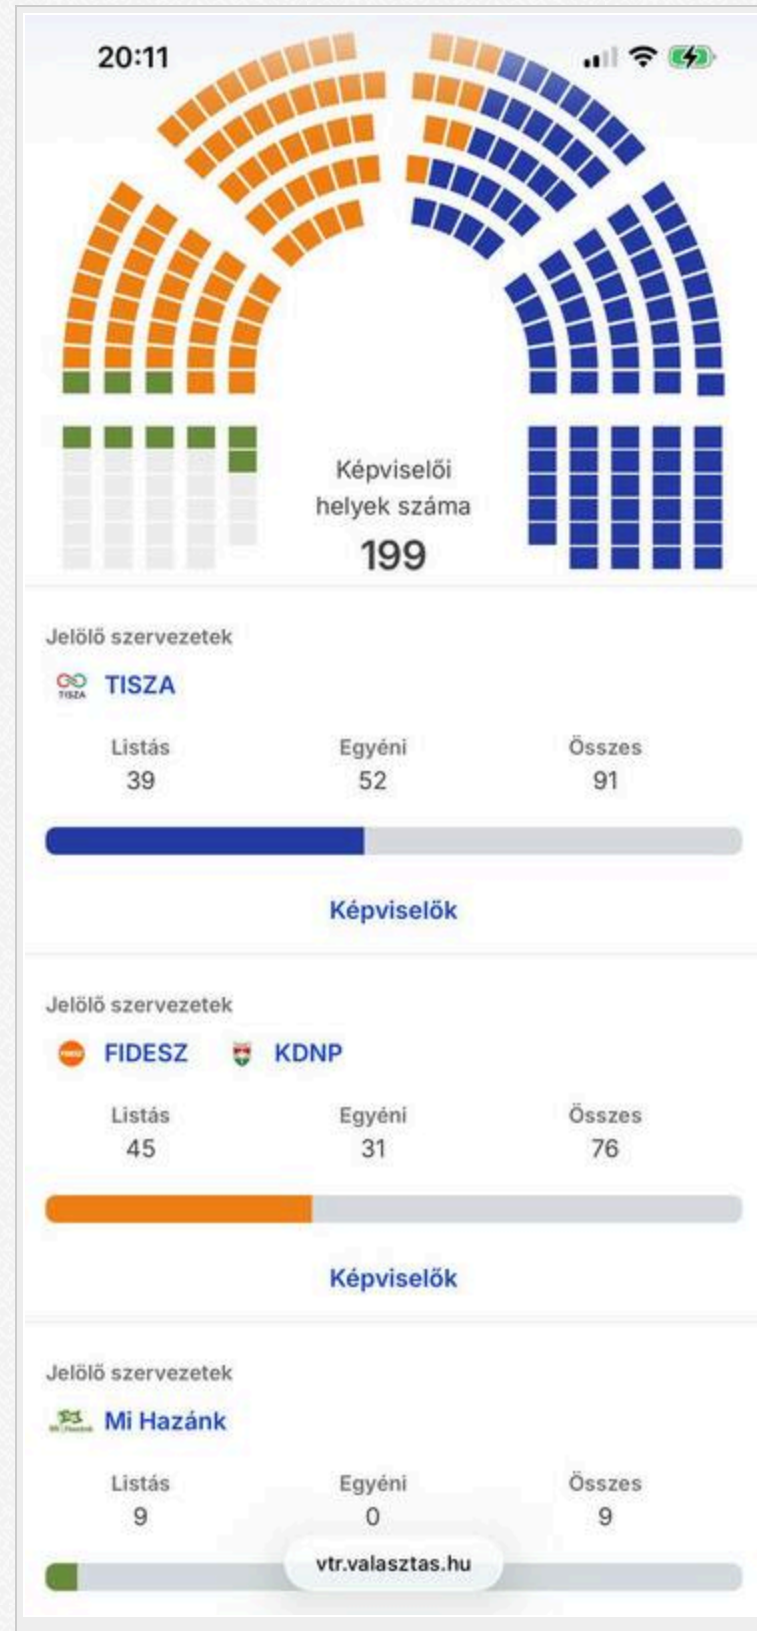 20:11
Képviselői
helyek száma
199
Jelölő szervezetek
TISZA
TISZA
Listás Egyéni Összes
39 52 91
Képviselők
Jelölő szervezetek
FIDESZ KDNP
Listás Egyéni Összes
45 31 76
Képviselők
Jelölő szervezetek
Mi Hazánk
Listás Egyéni Összes
9 0 9
vtr.valasztas.hu